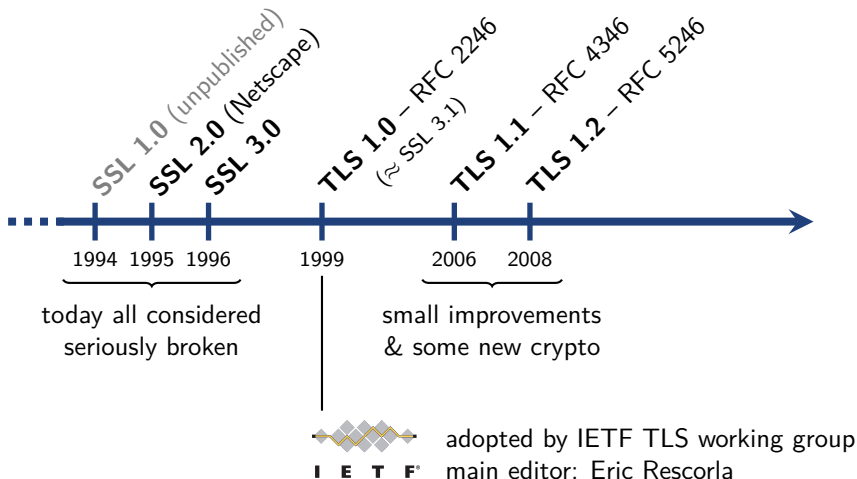 SSL 1.0 (unpublished)
SSL 2.0 (Netscape)
SSL 3.0
TLS 1.0 – RFC 2246
(≈ SSL 3.1)
TLS 1.1 – RFC 4346
TLS 1.2 – RFC 5246
1994 1995 1996 1999 2006 2008
today all considered
seriously broken
small improvements
& some new crypto
adopted by IETF TLS working group
I E T F®
main editor: Eric Rescorla